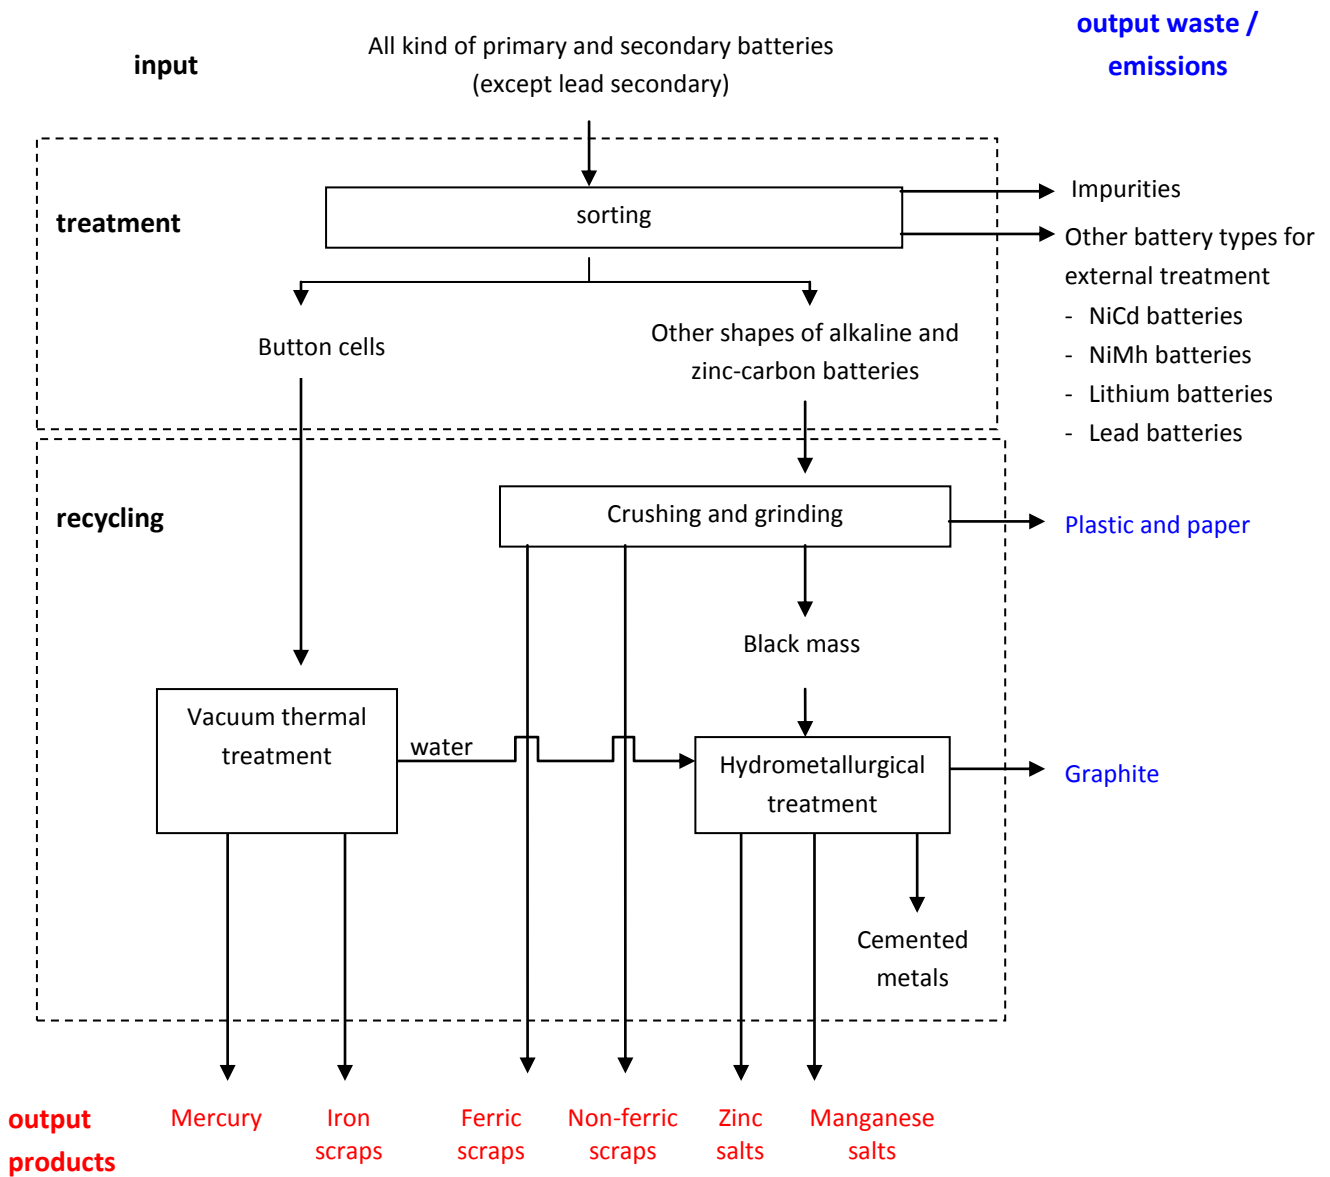 input
All kind of primary and secondary batteries
(except lead secondary)
output waste /
emissions
treatment
sorting
Impurities
Other battery types for
external treatment
- NiCd batteries
- NiMh batteries
- Lithium batteries
- Lead batteries
Button cells
Other shapes of alkaline and
zinc-carbon batteries
recycling
Crushing and grinding
Plastic and paper
Black mass
Vacuum thermal
treatment
water
Hydrometallurgical
treatment
Graphite
Cemented
metals
output
products
Mercury
Iron
scraps
Ferric
scraps
Non-ferric
scraps
Zinc
salts
Manganese
salts